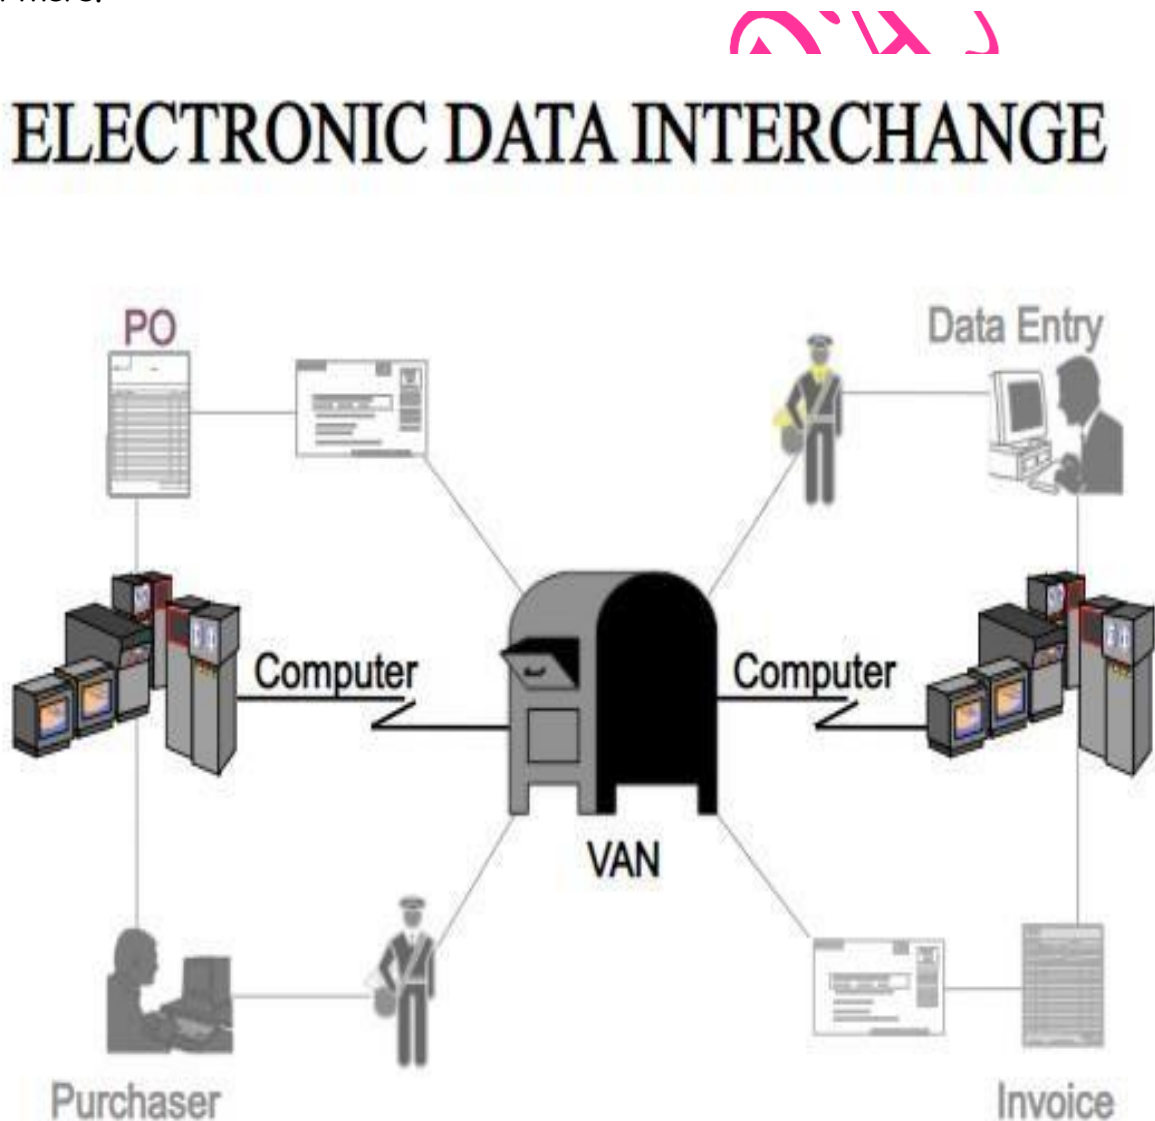 ELECTRONIC DATA INTERCHANGE
PO
Data Entry
Computer
Computer
VAN
Purchaser
Invoice